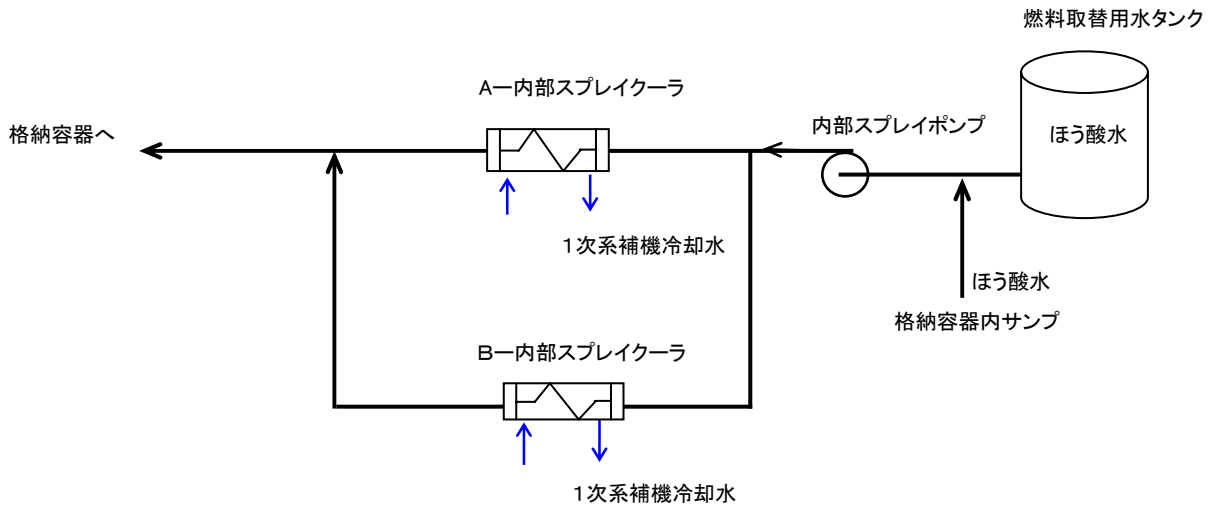 燃料取替用水タンク
A－内部スプレイクーラ
格納容器へ
内部スプレイポンプ
ほう酸水
1次系補機冷却水
ほう酸水
格納容器内サンプ
B－内部スプレイクーラ
1次系補機冷却水